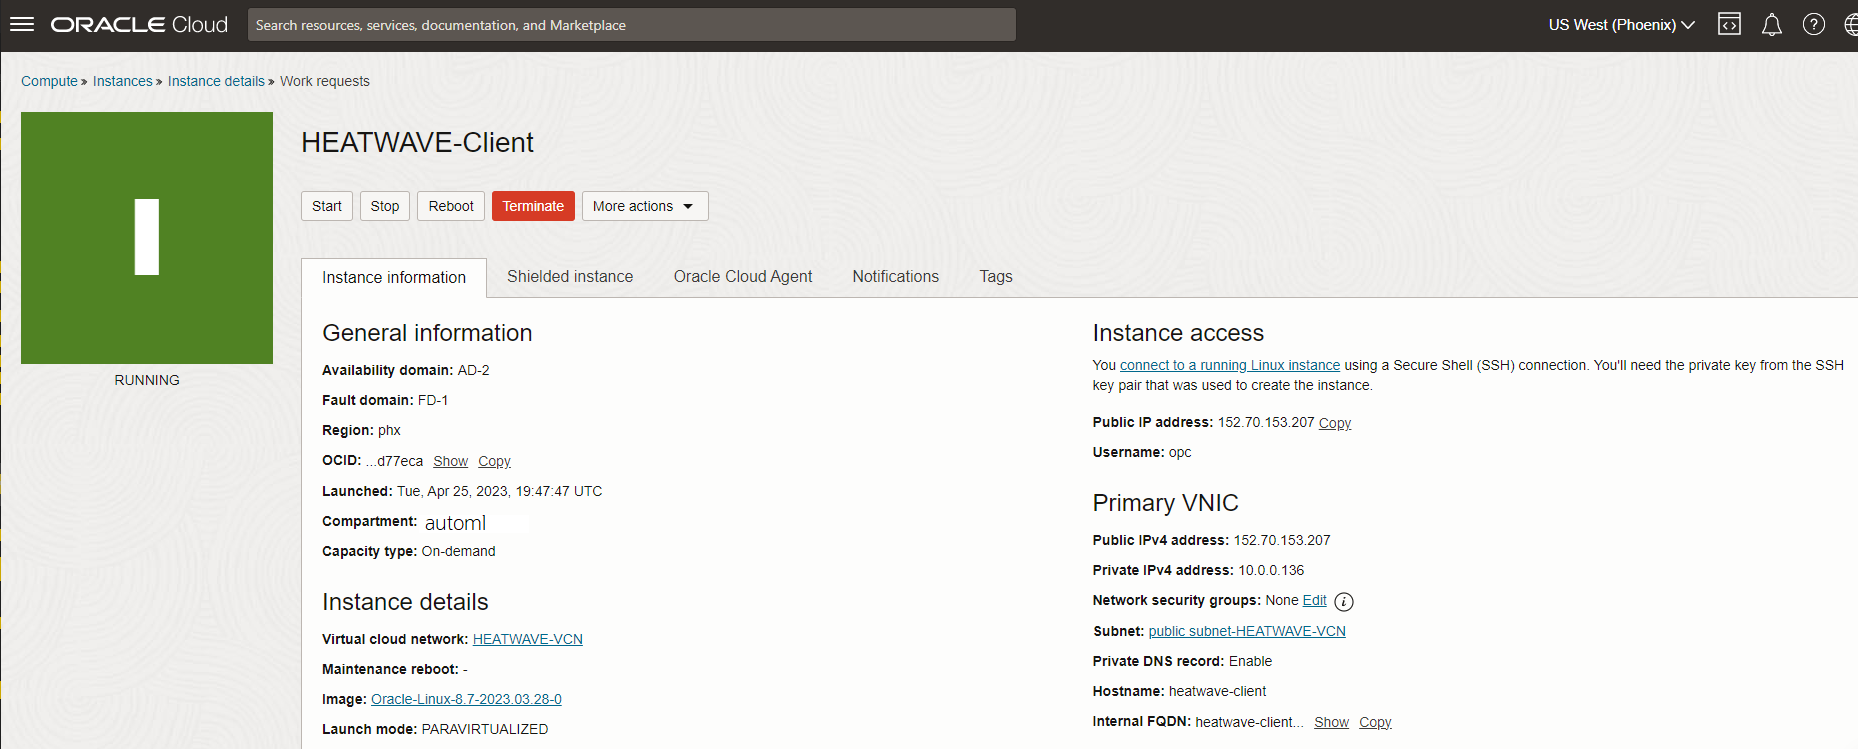 ORACLE Cloud
Search resources, services, documentation, and Marketplace
US West (Phoenix)
Compute » Instances » Instance details » Work requests
I
RUNNING
HEATWAVE-Client
Start Stop Reboot Terminate More actions
Instance information Shielded instance Oracle Cloud Agent Notifications Tags
General information
Availability domain: AD-2
Fault domain: FD-1
Region: phx
OCID: ...d77eca Show Copy
Launched: Tue, Apr 25, 2023, 19:47:47 UTC
Compartment: automl
Capacity type: On-demand
Instance details
Virtual cloud network: HEATWAVE-VCN
Maintenance reboot: -
Image: Oracle-Linux-8.7-2023.03.28-0
Launch mode: PARAVIRTUALIZED
Instance access
You connect to a running Linux instance using a Secure Shell (SSH) connection. You'll need the private key from the SSH
key pair that was used to create the instance.
Public IP address: 152.70.153.207 Copy
Username: opc
Primary VNIC
Public IPv4 address: 152.70.153.207
Private IPv4 address: 10.0.0.136
Network security groups: None Edit i
Subnet: public subnet-HEATWAVE-VCN
Private DNS record: Enable
Hostname: heatwave-client
Internal FQDN: heatwave-client... Show Copy